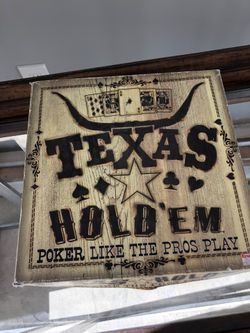 TEXAS
HOLD'EM
POKER LIKE THE PROS PLAY